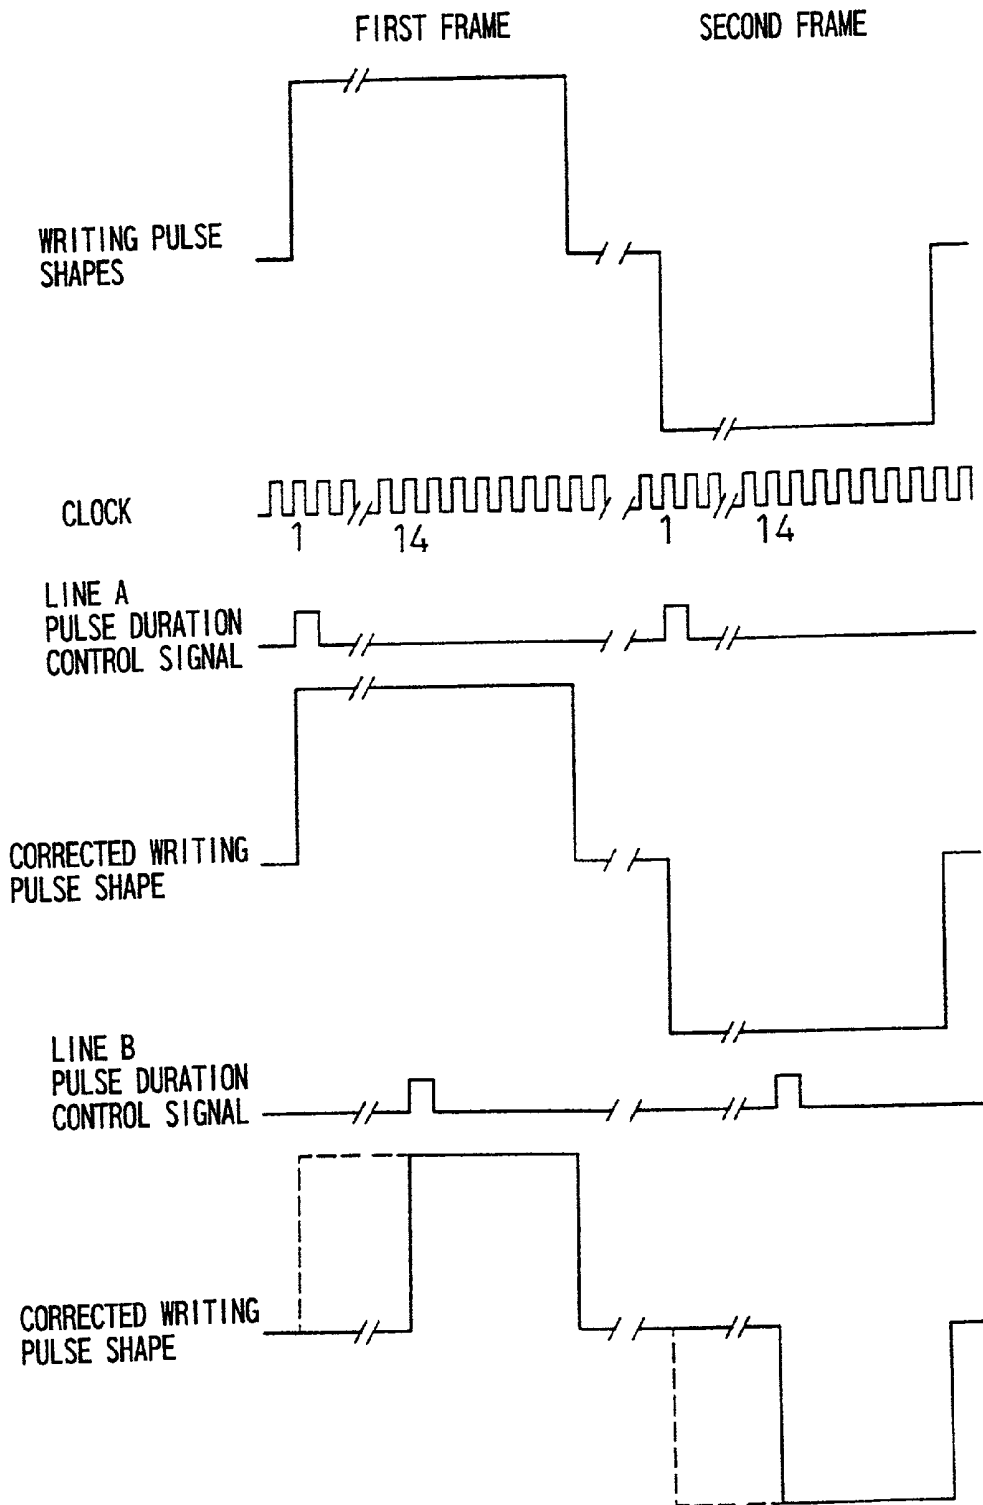 FIRST FRAME SECOND FRAME
WRITING PULSE
SHAPES
CLOCK
1 14 1 14
LINE A
PULSE DURATION
CONTROL SIGNAL
CORRECTED WRITING
PULSE SHAPE
LINE B
PULSE DURATION
CONTROL SIGNAL
CORRECTED WRITING
PULSE SHAPE